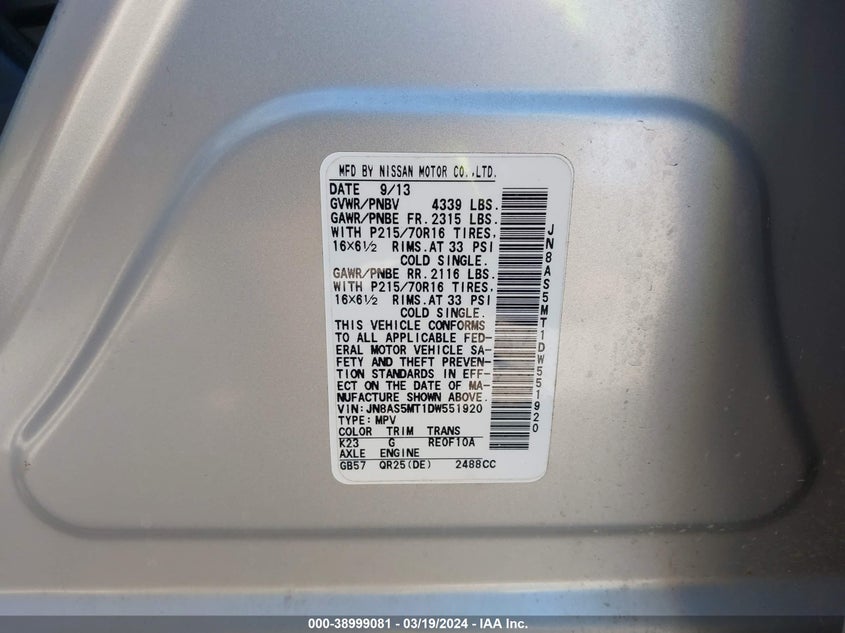 MFD BY NISSAN MOTOR CO.,LTD.
DATE 9/13
GVWR/PNBV 4339 LBS.
GAWR/PNBE FR. 2315 LBS.
WITH P215/70R16 TIRES,
16×6½ RIMS. AT 33 PSI
COLD SINGLE.
GAWR/PNBE RR. 2116 LBS.
WITH P215/70R16 TIRES,
16×6½ RIMS. AT 33 PSI
COLD SINGLE.
THIS VEHICLE CONFORMS
TO ALL APPLICABLE FED-
ERAL MOTOR VEHICLE SA-
FETY AND THEFT PREVEN-
TION STANDARDS IN EFF-
ECT ON THE DATE OF MA-
NUFACTURE SHOWN ABOVE.
VIN:JN8AS5MT1DW551920
TYPE: MPV
COLOR TRIM TRANS
K23 G RE0F10A
AXLE ENGINE
GB57 QR25(DE) 2488CC
JN8AS5MT1DW551920
000-38999081 - 03/19/2024 - IAA Inc.